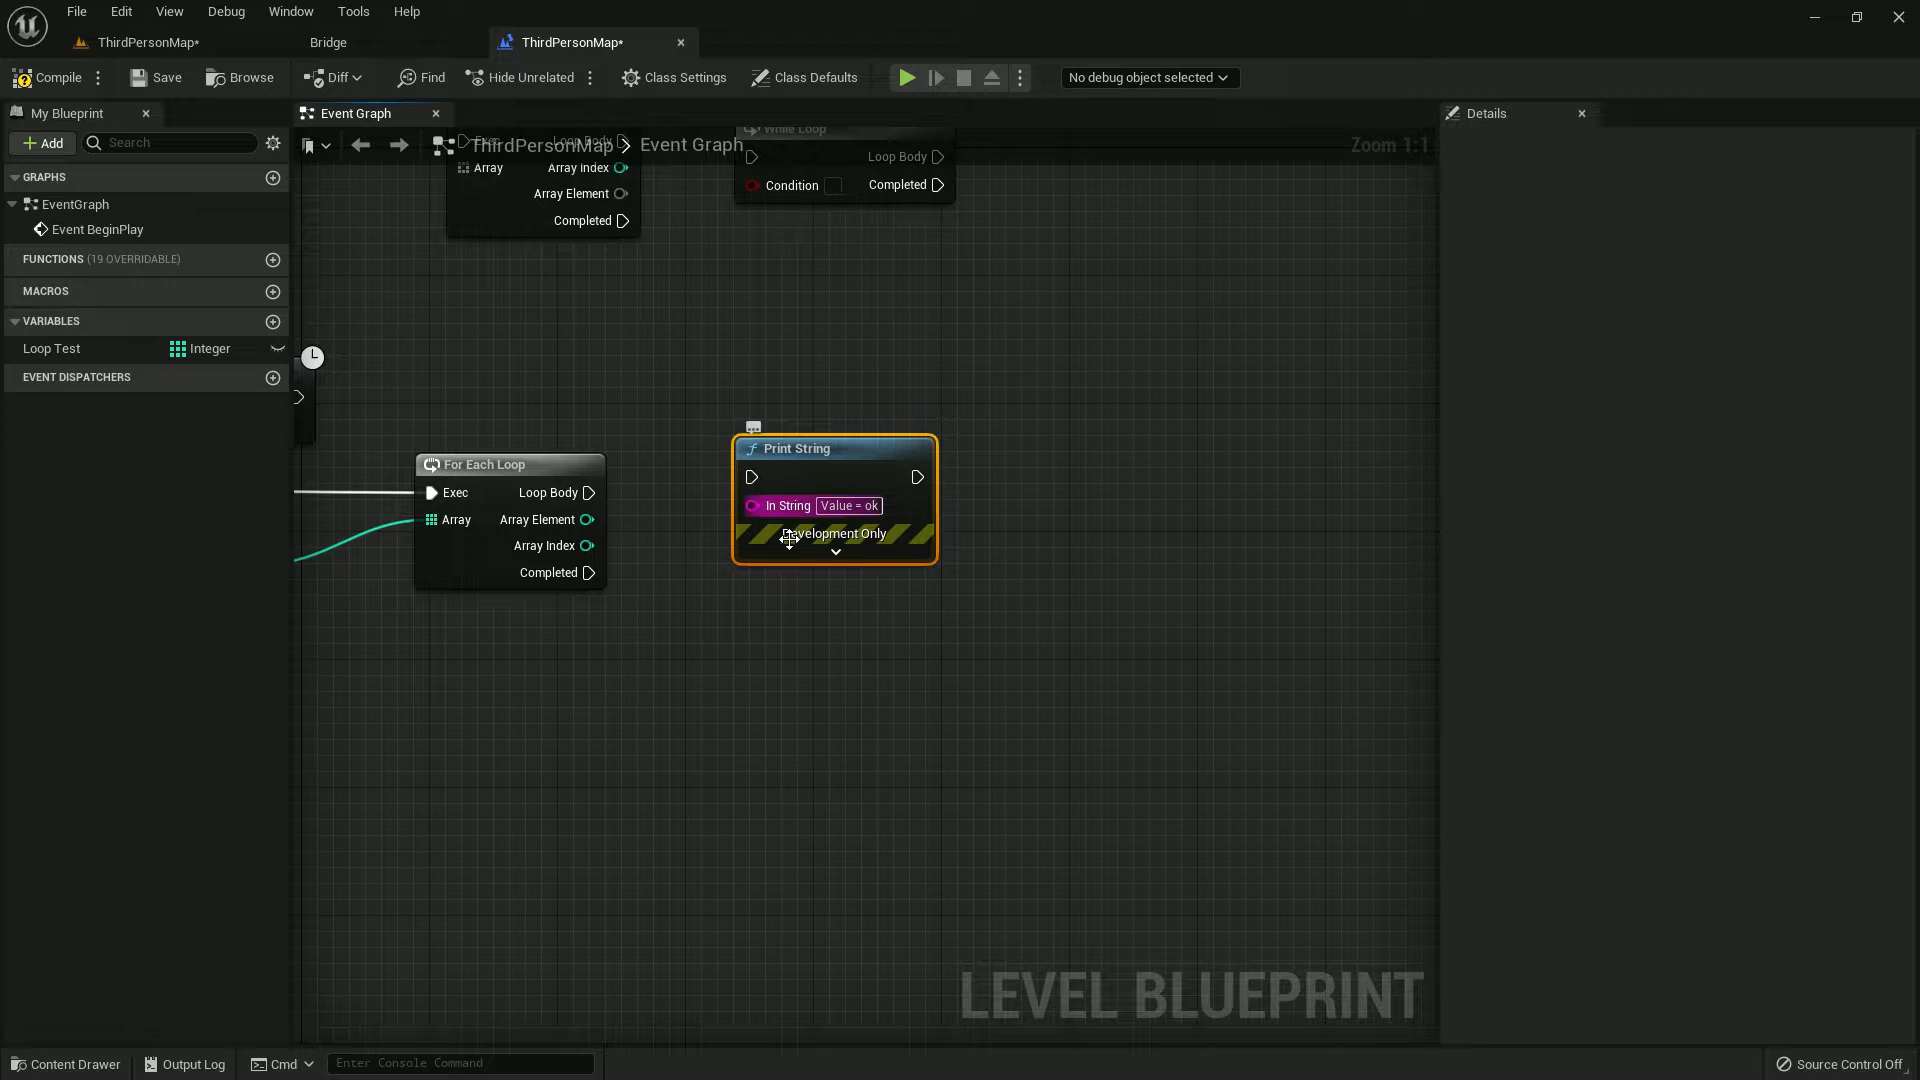 File Edit View Debug Window Tools Help
ThirdPersonMap* Bridge ThirdPersonMap*
Compile Save Browse Diff Find Hide Unrelated Class Settings Class Defaults No debug object selected
My Blueprint Event Graph Details
Add Search
ThirdPersonMap Event Graph Zoom 1:1
GRAPHS
EventGraph
Event BeginPlay
FUNCTIONS (19 OVERRIDABLE)
MACROS
VARIABLES
Loop Test Integer
EVENT DISPATCHERS
Exec Loop Body
Array Array Index
Array Element
Completed
While Loop
Loop Body
Condition Completed
For Each Loop
Exec Loop Body
Array Array Element
Array Index
Completed
Print String
In String Value = ok
Development Only
LEVEL BLUEPRINT
Content Drawer Output Log Cmd Enter Console Command Source Control Off